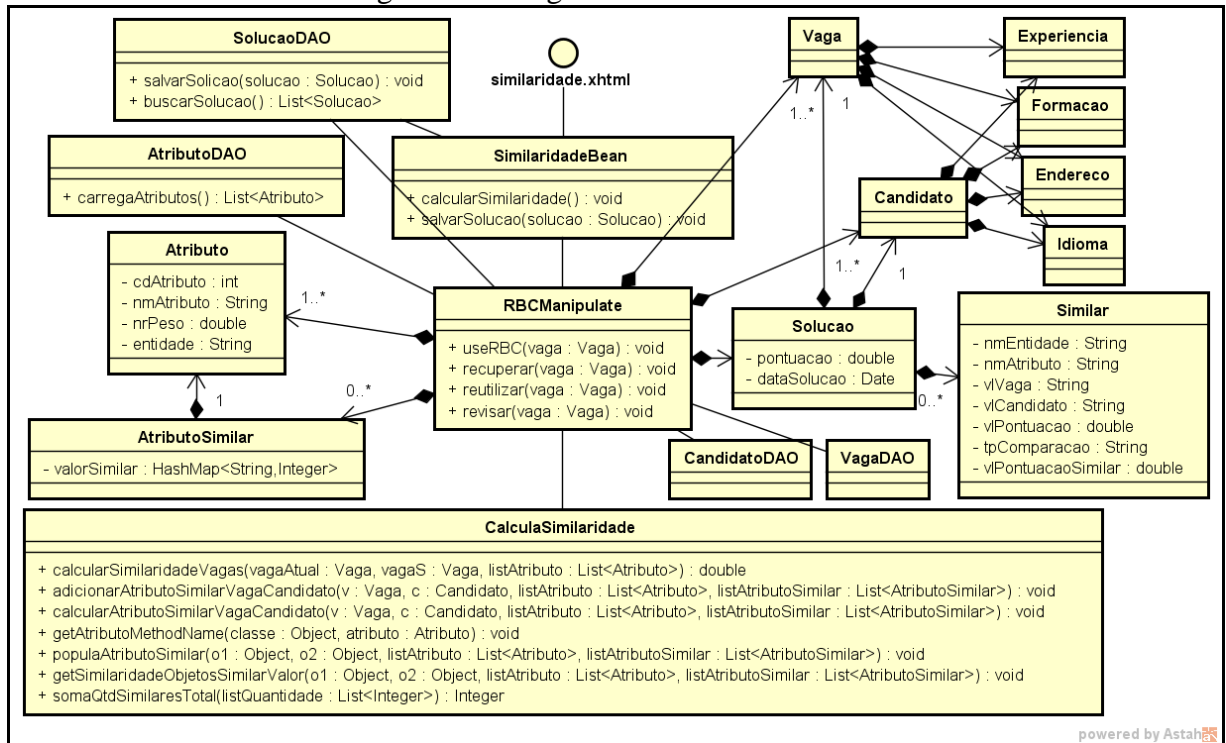 SolucaoDAO
+ salvarSolicao(solucao : Solucao) : void
+ buscarSolucao() : List<Solucao>
similaridade.xhtml
Vaga
Experiencia
Formacao
Endereco
Idioma
Candidato
1..*
1
AtributoDAO
+ carregaAtributos() : List<Atributo>
SimilaridadeBean
+ calcularSimilaridade() : void
+ salvarSolucao(solucao : Solucao) : void
Atributo
- cdAtributo : int
- nmAtributo : String
- nrPeso : double
- entidade : String
1..*
RBCManipulate
+ useRBC(vaga : Vaga) : void
+ recuperar(vaga : Vaga) : void
+ reutilizar(vaga : Vaga) : void
+ revisar(vaga : Vaga) : void
1..*
1
Solucao
- pontuacao : double
- dataSolucao : Date
0..*
Similar
- nmEntidade : String
- nmAtributo : String
- vlVaga : String
- vlCandidato : String
- vlPontuacao : double
- tpComparacao : String
- vlPontuacaoSimilar : double
1
0..*
AtributoSimilar
- valorSimilar : HashMap<String,Integer>
CandidatoDAO
VagaDAO
CalculaSimilaridade
+ calcularSimilaridadeVagas(vagaAtual : Vaga, vagaS : Vaga, listAtributo : List<Atributo>) : double
+ adicionarAtributoSimilarVagaCandidato(v : Vaga, c : Candidato, listAtributo : List<Atributo>, listAtributoSimilar : List<AtributoSimilar>) : void
+ calcularAtributoSimilarVagaCandidato(v : Vaga, c : Candidato, listAtributo : List<Atributo>, listAtributoSimilar : List<AtributoSimilar>) : void
+ getAtributoMethodName(classe : Object, atributo : Atributo) : void
+ populaAtributoSimilar(o1 : Object, o2 : Object, listAtributo : List<Atributo>, listAtributoSimilar : List<AtributoSimilar>) : void
+ getSimilaridadeObjetosSimilarValor(o1 : Object, o2 : Object, listAtributo : List<Atributo>, listAtributoSimilar : List<AtributoSimilar>) : void
+ somaQtdSimilaresTotal(listQuantidade : List<Integer>) : Integer
powered by Astah